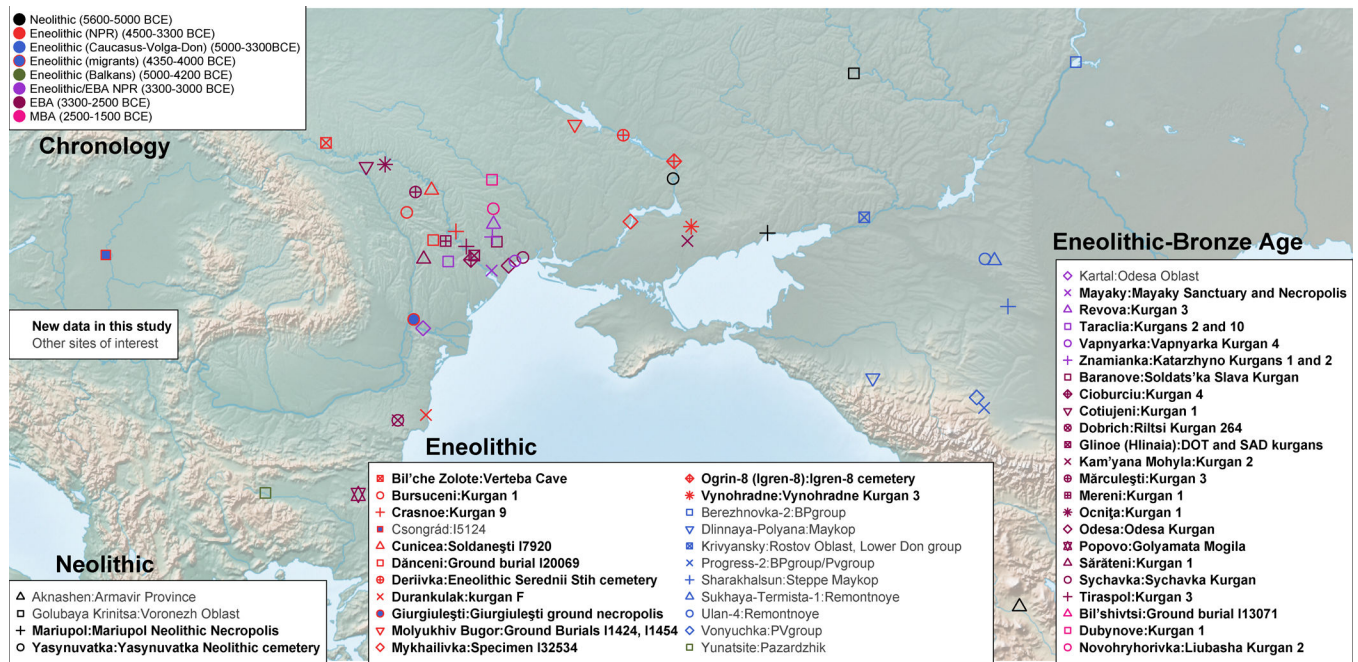 Neolithic (5600-5000 BCE)
Eneolithic (NPR) (4500-3300 BCE)
Eneolithic (Caucasus-Volga-Don) (5000-3300BCE)
Eneolithic (migrants) (4350-4000 BCE)
Eneolithic (Balkans) (5000-4200 BCE)
Eneolithic/EBA NPR (3300-3000 BCE)
EBA (3300-2500 BCE)
MBA (2500-1500 BCE)
Chronology
New data in this study
Other sites of interest
Neolithic
Aknashen:Armavir Province
Golubaya Krinitsa:Voronezh Oblast
Mariupol:Mariupol Neolithic Necropolis
Yasynuvatka:Yasynuvatka Neolithic cemetery
Eneolithic
Bil'che Zolote:Verteba Cave
Bursuceni:Kurgan 1
Crasnoe:Kurgan 9
Csongrád:I5124
Cunicea:Soldaneşti I7920
Dănceni:Ground burial I20069
Deriivka:Eneolithic Serednii Stih cemetery
Durankulak:kurgan F
Giurgiuleşti:Giurgiuleşti ground necropolis
Molyukhiv Bugor:Ground Burials I1424, I1454
Mykhailivka:Specimen I32534
Ogrin-8 (Igren-8):Igren-8 cemetery
Vynohradne:Vynohradne Kurgan 3
Berezhnovka-2:BPgroup
Dlinnaya-Polyana:Maykop
Krivyansky:Rostov Oblast, Lower Don group
Progress-2:BPgroup/Pvgroup
Sharakhalsun:Steppe Maykop
Sukhaya-Termista-1:Remontnoye
Ulan-4:Remontnoye
Vonyuchka:PVgroup
Yunatsite:Pazardzhik
Eneolithic-Bronze Age
Kartal:Odesa Oblast
Mayaky:Mayaky Sanctuary and Necropolis
Revova:Kurgan 3
Taraclia:Kurgans 2 and 10
Vapnyarka:Vapnyarka Kurgan 4
Znamianka:Katarzhyno Kurgans 1 and 2
Baranove:Soldats'ka Slava Kurgan
Cioburciu:Kurgan 4
Cotiujeni:Kurgan 1
Dobrich:Riltsi Kurgan 264
Glinoe (Hlinaia):DOT and SAD kurgans
Kam'yana Mohyla:Kurgan 2
Mărculeşti:Kurgan 3
Mereni:Kurgan 1
Ocniţa:Kurgan 1
Odesa:Odesa Kurgan
Popovo:Golyamata Mogila
Sărăteni:Kurgan 1
Sychavka:Sychavka Kurgan
Tiraspol:Kurgan 3
Bil'shivtsi:Ground burial I13071
Dubynove:Kurgan 1
Novohryhorivka:Liubasha Kurgan 2